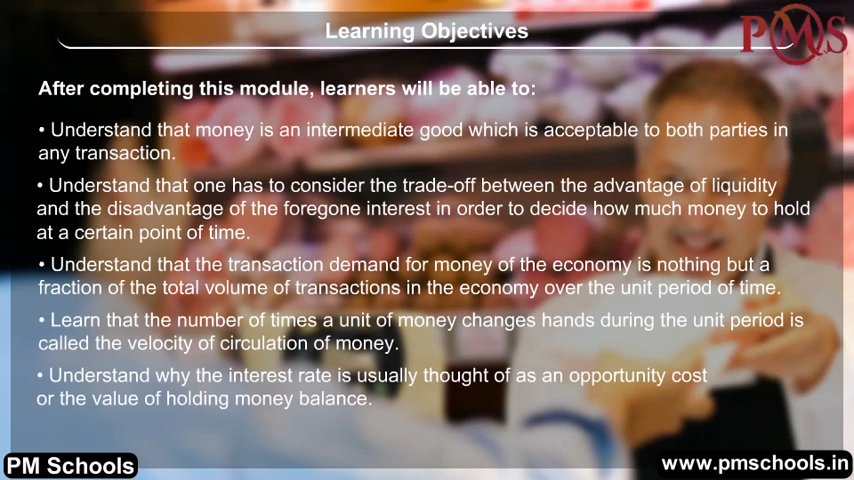 Learning Objectives
PMS
After completing this module, learners will be able to:
• Understand that money is an intermediate good which is acceptable to both parties in
any transaction.
• Understand that one has to consider the trade-off between the advantage of liquidity
and the disadvantage of the foregone interest in order to decide how much money to hold
at a certain point of time.
• Understand that the transaction demand for money of the economy is nothing but a
fraction of the total volume of transactions in the economy over the unit period of time.
• Learn that the number of times a unit of money changes hands during the unit period is
called the velocity of circulation of money.
• Understand why the interest rate is usually thought of as an opportunity cost
or the value of holding money balance.
PM Schools
www.pmschools.in